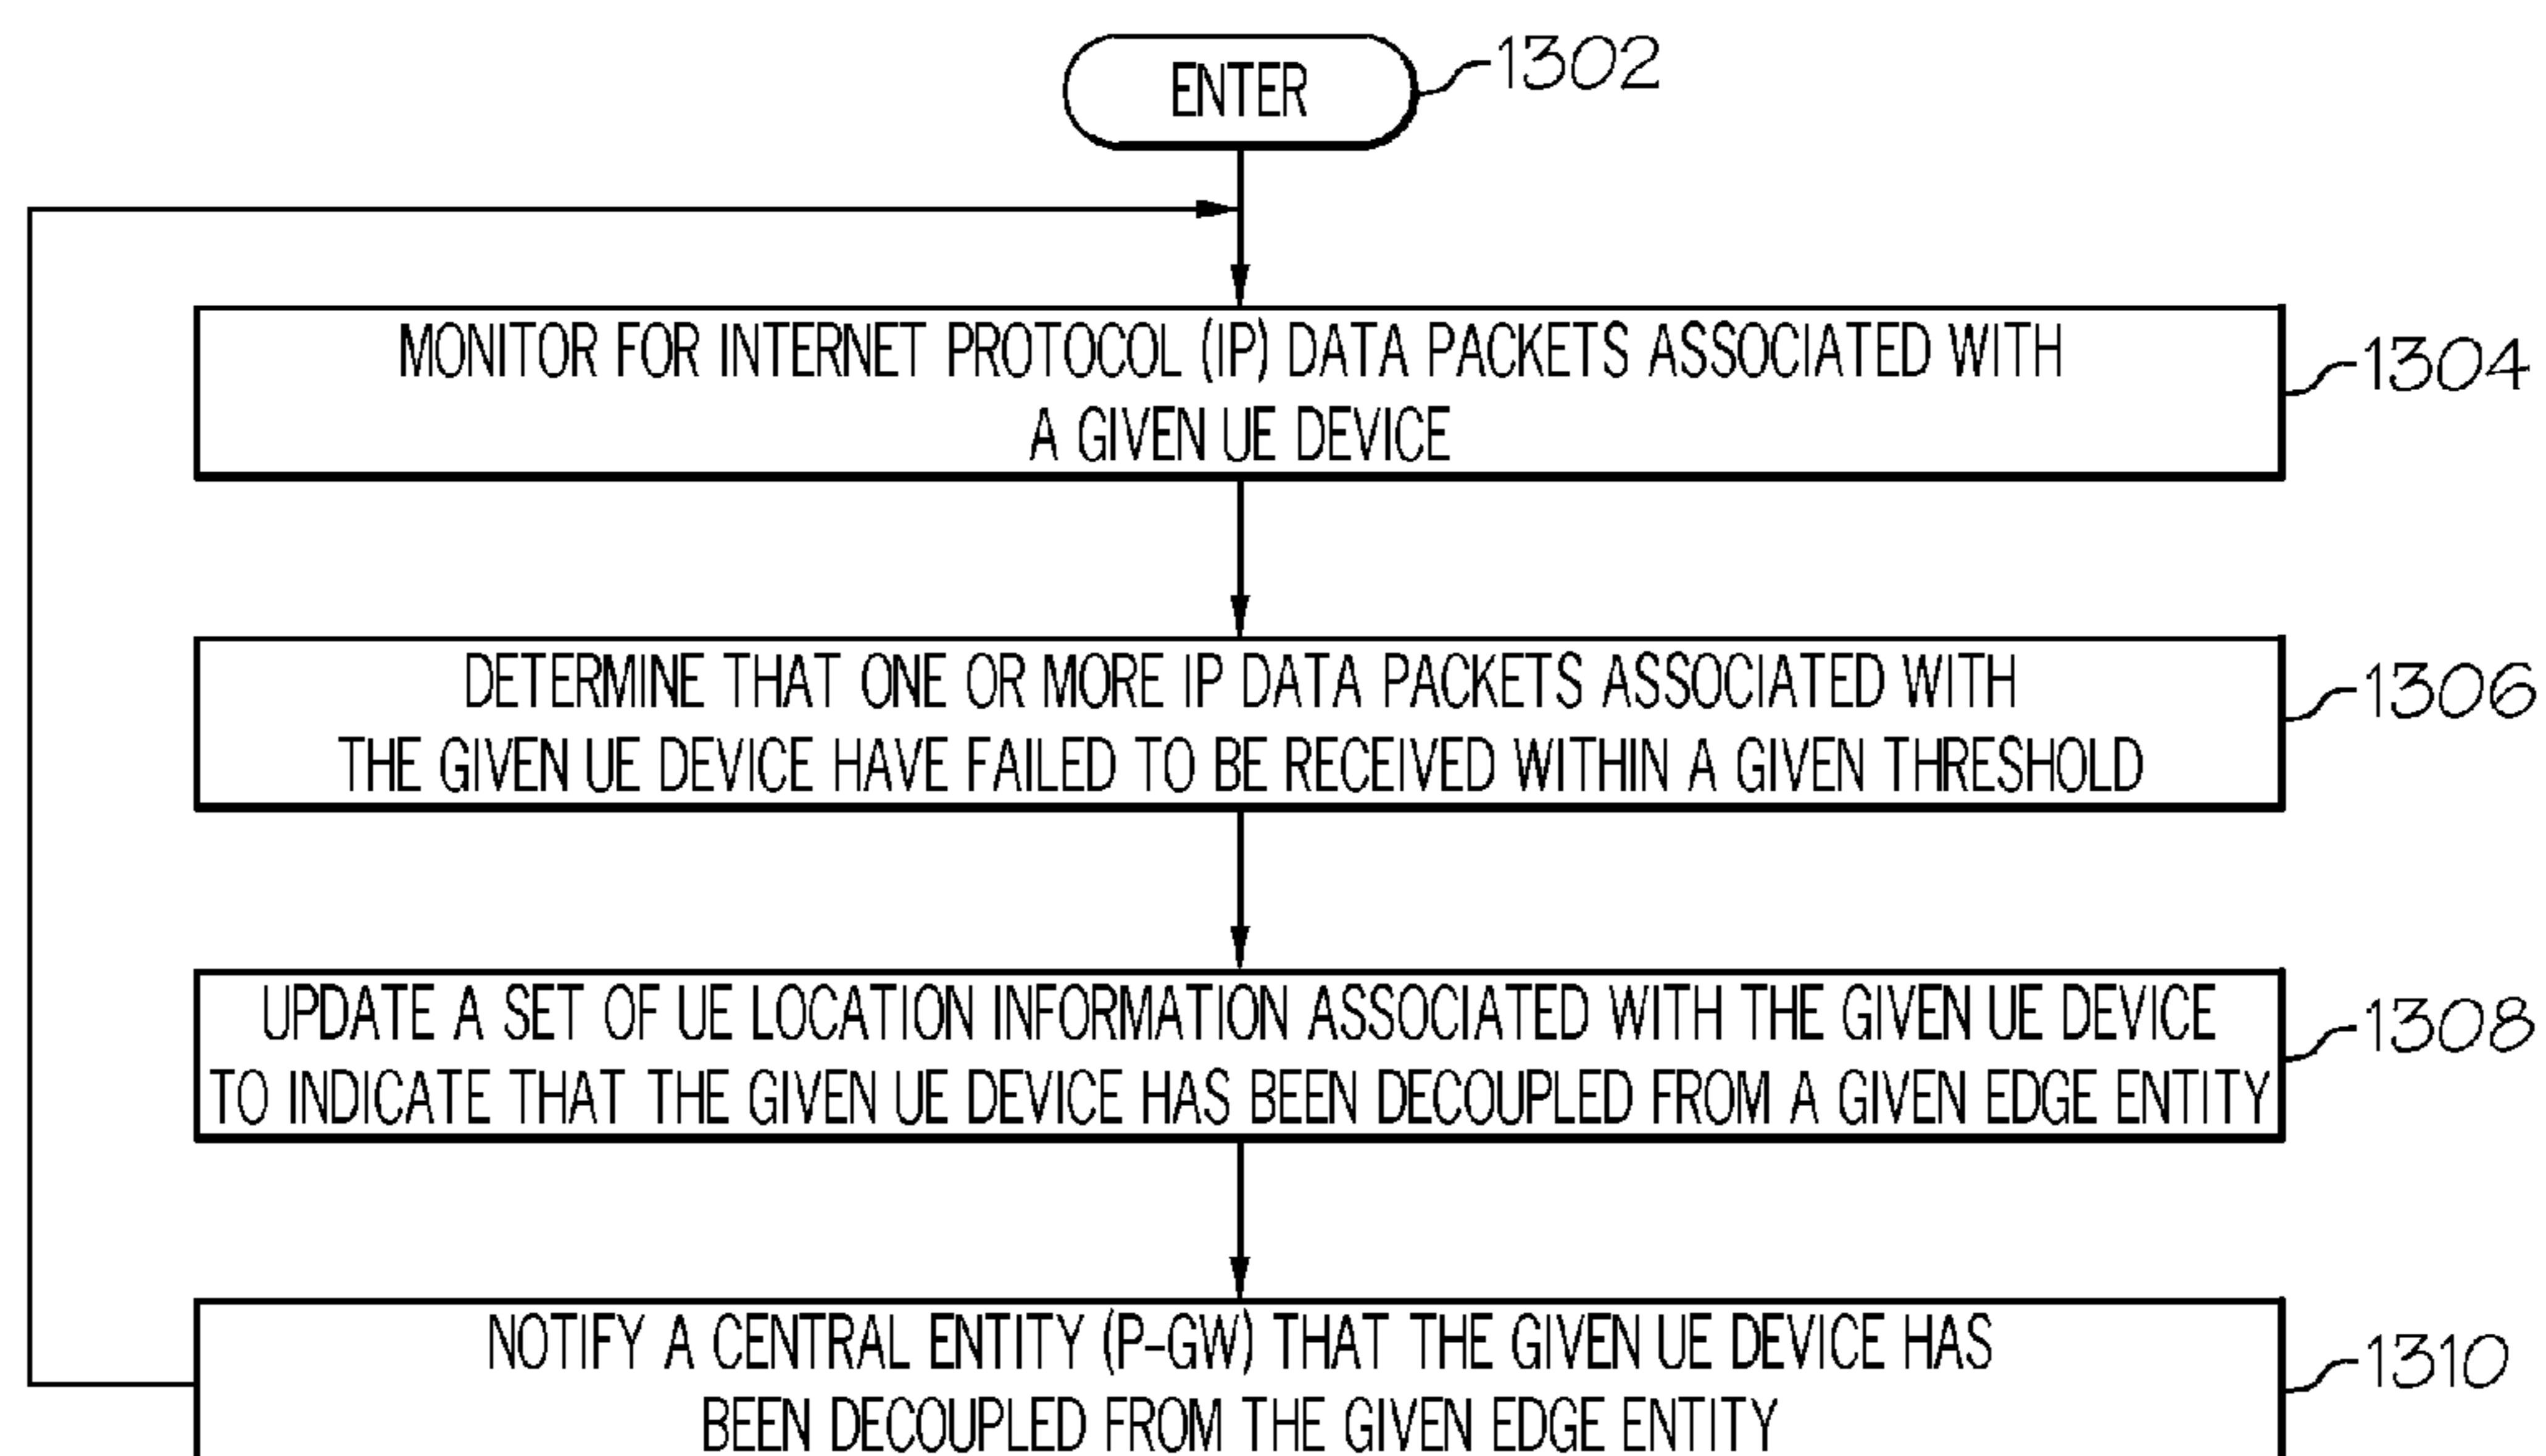 ENTER
1302
MONITOR FOR INTERNET PROTOCOL (IP) DATA PACKETS ASSOCIATED WITH
A GIVEN UE DEVICE
1304
DETERMINE THAT ONE OR MORE IP DATA PACKETS ASSOCIATED WITH
THE GIVEN UE DEVICE HAVE FAILED TO BE RECEIVED WITHIN A GIVEN THRESHOLD
1306
UPDATE A SET OF UE LOCATION INFORMATION ASSOCIATED WITH THE GIVEN UE DEVICE
TO INDICATE THAT THE GIVEN UE DEVICE HAS BEEN DECOUPLED FROM A GIVEN EDGE ENTITY
1308
NOTIFY A CENTRAL ENTITY (P-GW) THAT THE GIVEN UE DEVICE HAS
BEEN DECOUPLED FROM THE GIVEN EDGE ENTITY
1310